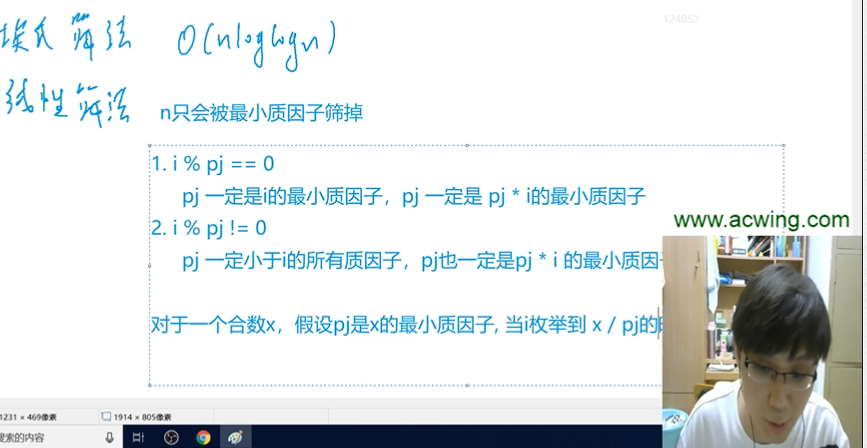 124053
埃氏筛法 O(nloglogn)
线性筛法 n只会被最小质因子筛掉
1. i % pj == 0
pj 一定是i的最小质因子，pj 一定是 pj * i的最小质因子
2. i % pj != 0
pj 一定小于i的所有质因子，pj也一定是pj * i 的最小质因
www.acwing.com
对于一个合数x，假设pj是x的最小质因子, 当i枚举到 x / pj的
1231 × 469像素 1914 × 805像素
搜索的内容